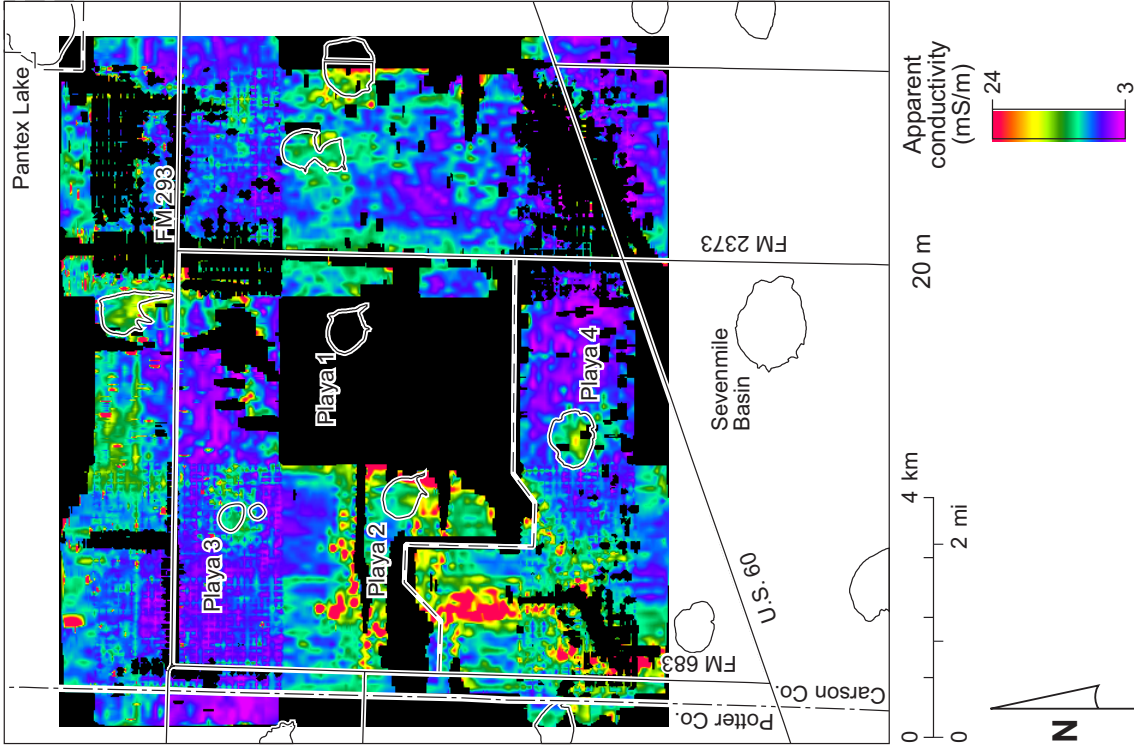 Pantex Lake
FM 293
Playa 1
Playa 3
Playa 2
Playa 4
FM 2373
Sevenmile
Basin
U.S. 60
FM 683
Potter Co.
Carson Co.
Apparent
conductivity
(mS/m)
24
3
20 m
0 4 km
0 2 mi
N